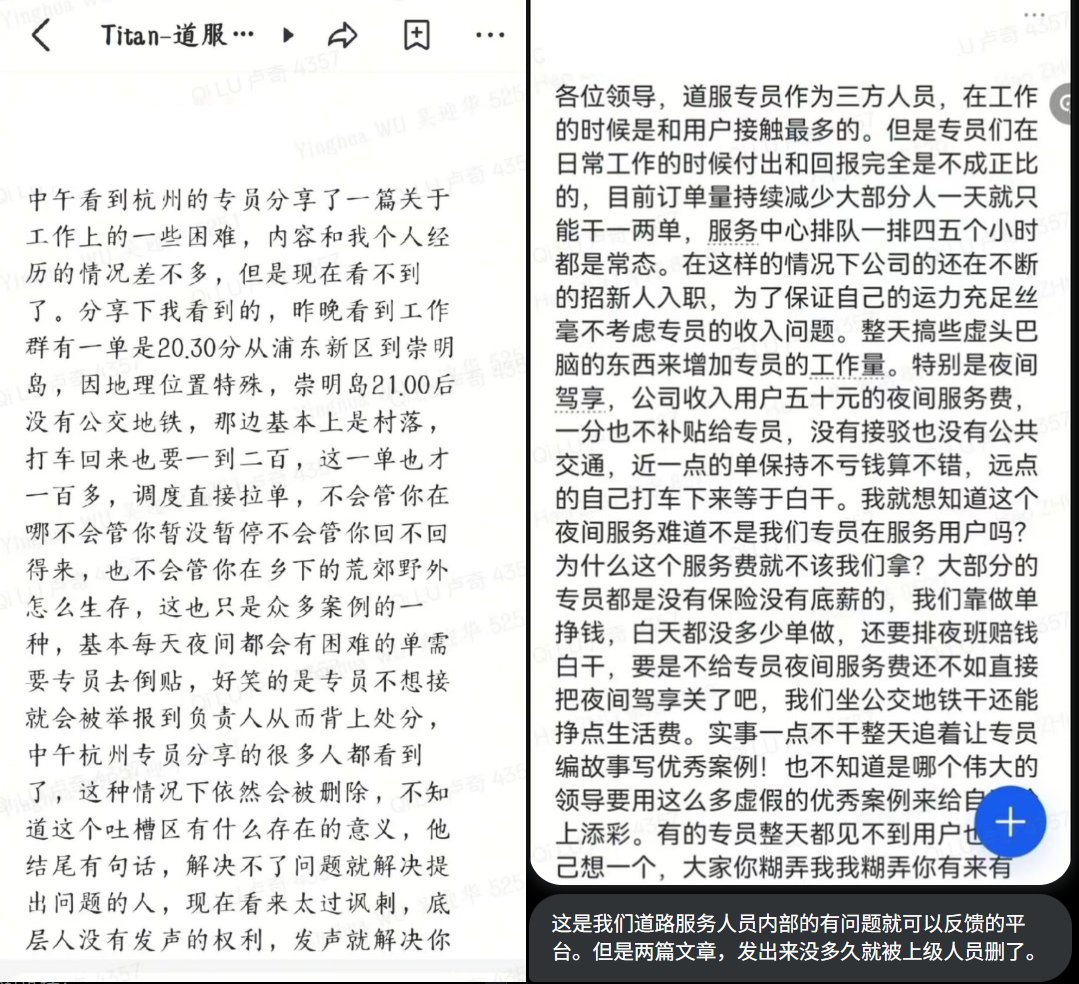 Titan-道服…
中午看到杭州的专员分享了一篇关于
工作上的一些困难，内容和我个人经
历的情况差不多，但是现在看不到
了。分享下我看到的，昨晚看到工作
群有一单是20.30分从浦东新区到崇明
岛，因地理位置特殊，崇明岛21.00后
没有公交地铁，那边基本上是村落，
打车回来也要一到二百，这一单也才
一百多，调度直接拉单，不会管你在
哪不会管你暂没暂停不会管你回不回
得来，也不会管你在乡下的荒郊野外
怎么生存，这也只是众多案例的一
种，基本每天夜间都会有困难的单需
要专员去倒贴，好笑的是专员不想接
就会被举报到负责人从而背上处分，
中午杭州专员分享的很多人都看到
了，这种情况下依然会被删除，不知
道这个吐槽区有什么存在的意义，他
结尾有句话，解决不了问题就解决提
出问题的人，现在看来太过讽刺，底
层人没有发声的权利，发声就解决你
各位领导，道服专员作为三方人员，在工作
的时候是和用户接触最多的。但是专员们在
日常工作的时候付出和回报完全是不成正比
的，目前订单量持续减少大部分人一天就只
能干一两单，服务中心排队一排四五个小时
都是常态。在这样的情况下公司的还在不断
的招新人入职，为了保证自己的运力充足丝
毫不考虑专员的收入问题。整天搞些虚头巴
脑的东西来增加专员的工作量。特别是夜间
驾享，公司收入用户五十元的夜间服务费，
一分也不补贴给专员，没有接驳也没有公共
交通，近一点的单保持不亏钱算不错，远点
的自己打车下来等于白干。我就想知道这个
夜间服务难道不是我们专员在服务用户吗？
为什么这个服务费就不该我们拿？大部分的
专员都是没有保险没有底薪的，我们靠做单
挣钱，白天都没多少单做，还要排夜班赔钱
白干，要是不给专员夜间服务费还不如直接
把夜间驾享关了吧，我们坐公交地铁干还能
挣点生活费。实事一点不干整天追着让专员
编故事写优秀案例！也不知道是哪个伟大的
领导要用这么多虚假的优秀案例来给自
上添彩。有的专员整天都见不到用户也
己想一个，大家你糊弄我我糊弄你有来有
这是我们道路服务人员内部的有问题就可以反馈的平
台。但是两篇文章，发出来没多久就被上级人员删了。